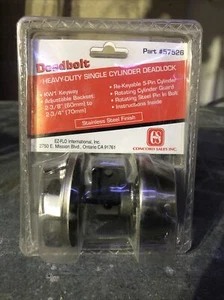 Deadbolt
Part #57526
HEAVY-DUTY SINGLE CYLINDER DEADLOCK
• KW1 Keyway
• Adjustable Backset:
2-3/8" (60mm) to
2-3/4" (70mm)
• Re-Keyable 5-Pin Cylinder
• Rotating Cylinder Guard
• Rotating Steel Pin in Bolt
• Instructions Inside
Stainless Steel Finish
EZ-FLO International, Inc.
2750 E. Mission Blvd., Ontario CA 91761
CONCORD SALES INC.